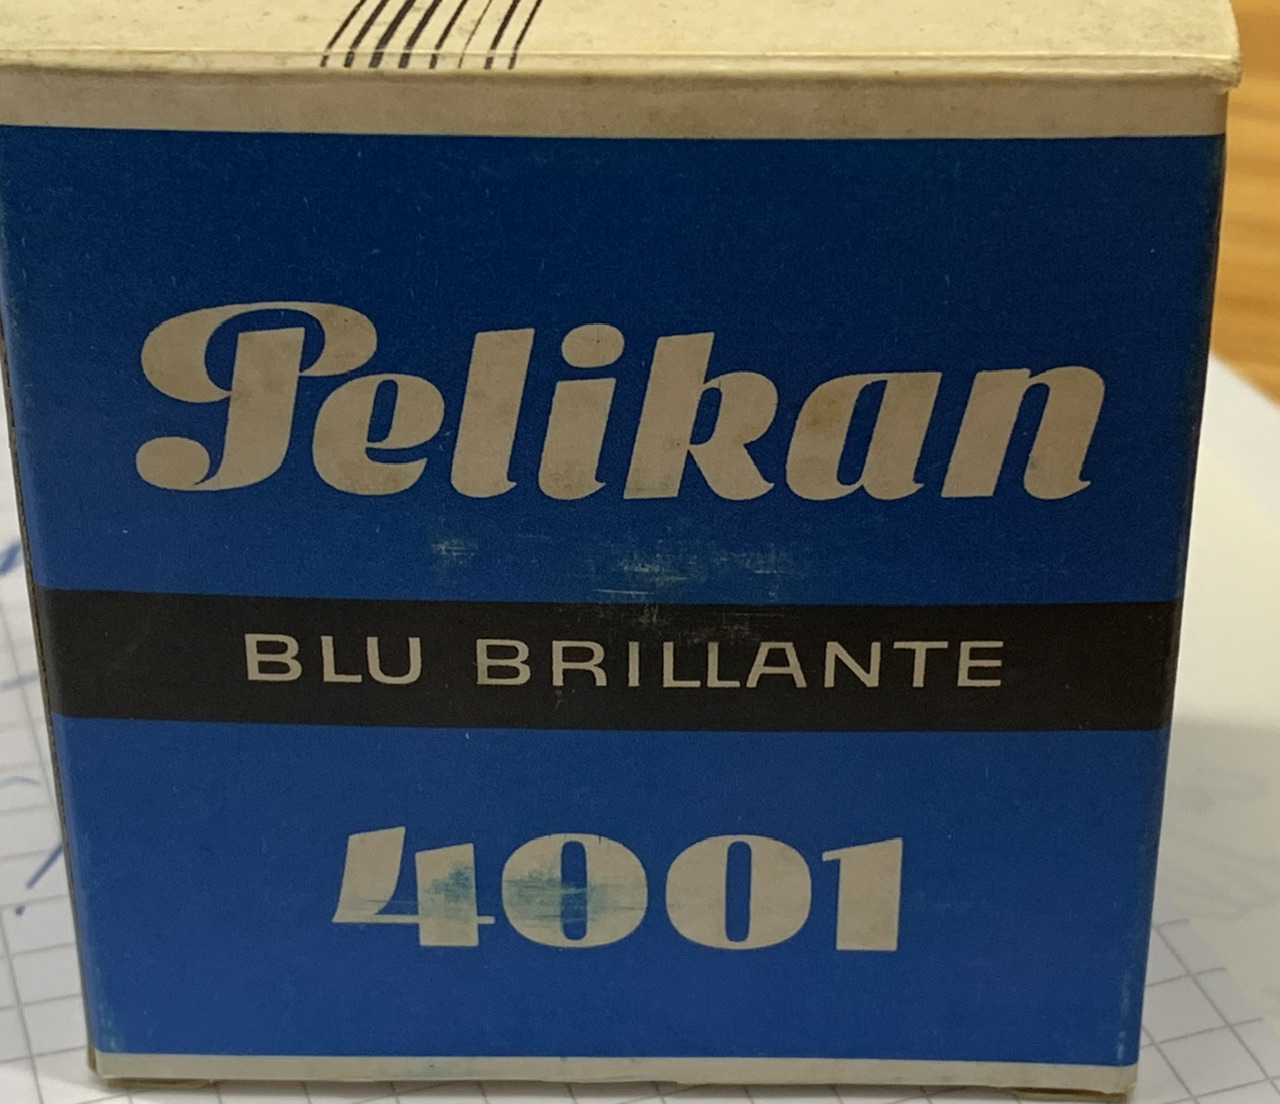 Pelikan
BLU BRILLANTE
4001